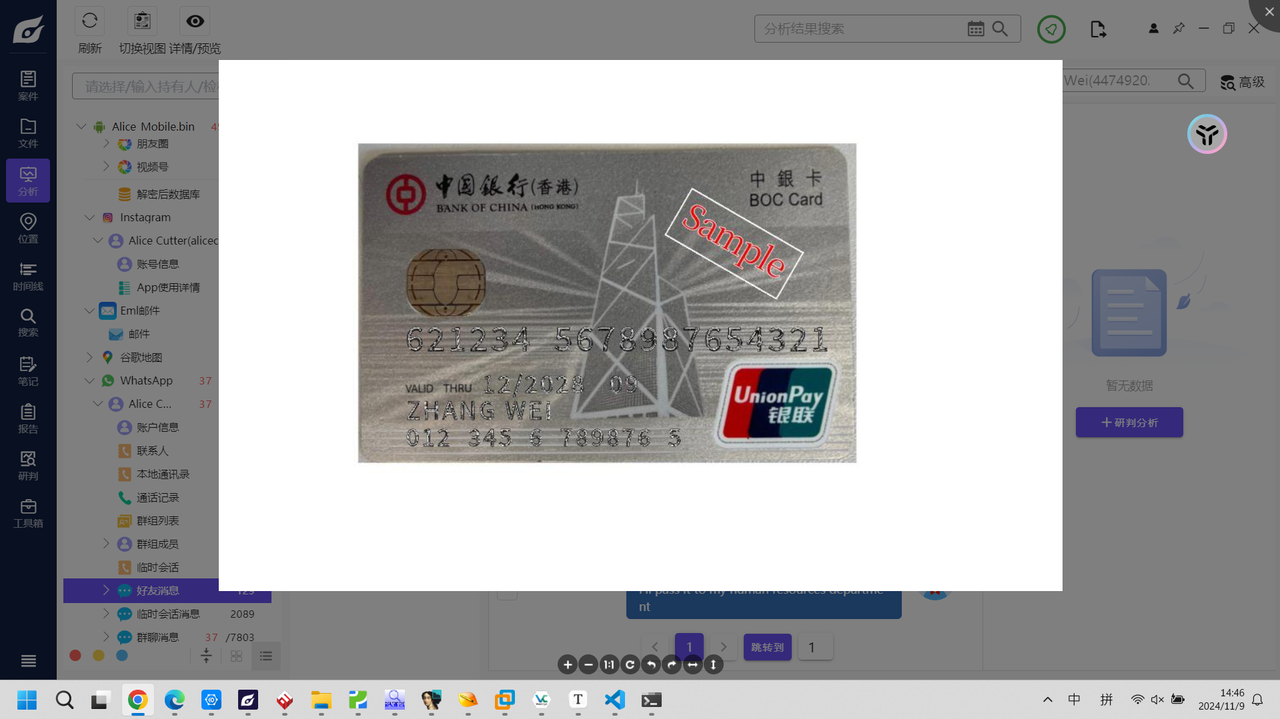 刷新
切换视图
详情/预览
分析结果搜索
案件
文件
分析
位置
时间线
搜索
笔记
报告
研判
工具箱
请选择/输入持有人/检
Alice Mobile.bin
朋友圈
视频号
解密后数据库
Instagram
Alice Cutter(alicec
账号信息
App使用详情
Eml邮件
邮件
谷歌地图
WhatsApp 37
Alice C... 37
账户信息
联系人
本地通讯录
通话记录
群组列表
群组成员
临时会话
好友消息 123
临时会话消息 2089
群聊消息 37 /7803
中国银行(香港)
BANK OF CHINA (HONG KONG)
中銀卡
BOC Card
Sample
621234 5678987654321
VALID THRU 12/2028 09
ZHANG WEI
012 345 6 789876 5
UnionPay
银联
Wei(4474920.
高级
暂无数据
+研判分析
I'll pass it to my human resources departme
nt
1
跳转到
1
1:1
中
拼
14:46
2024/11/9